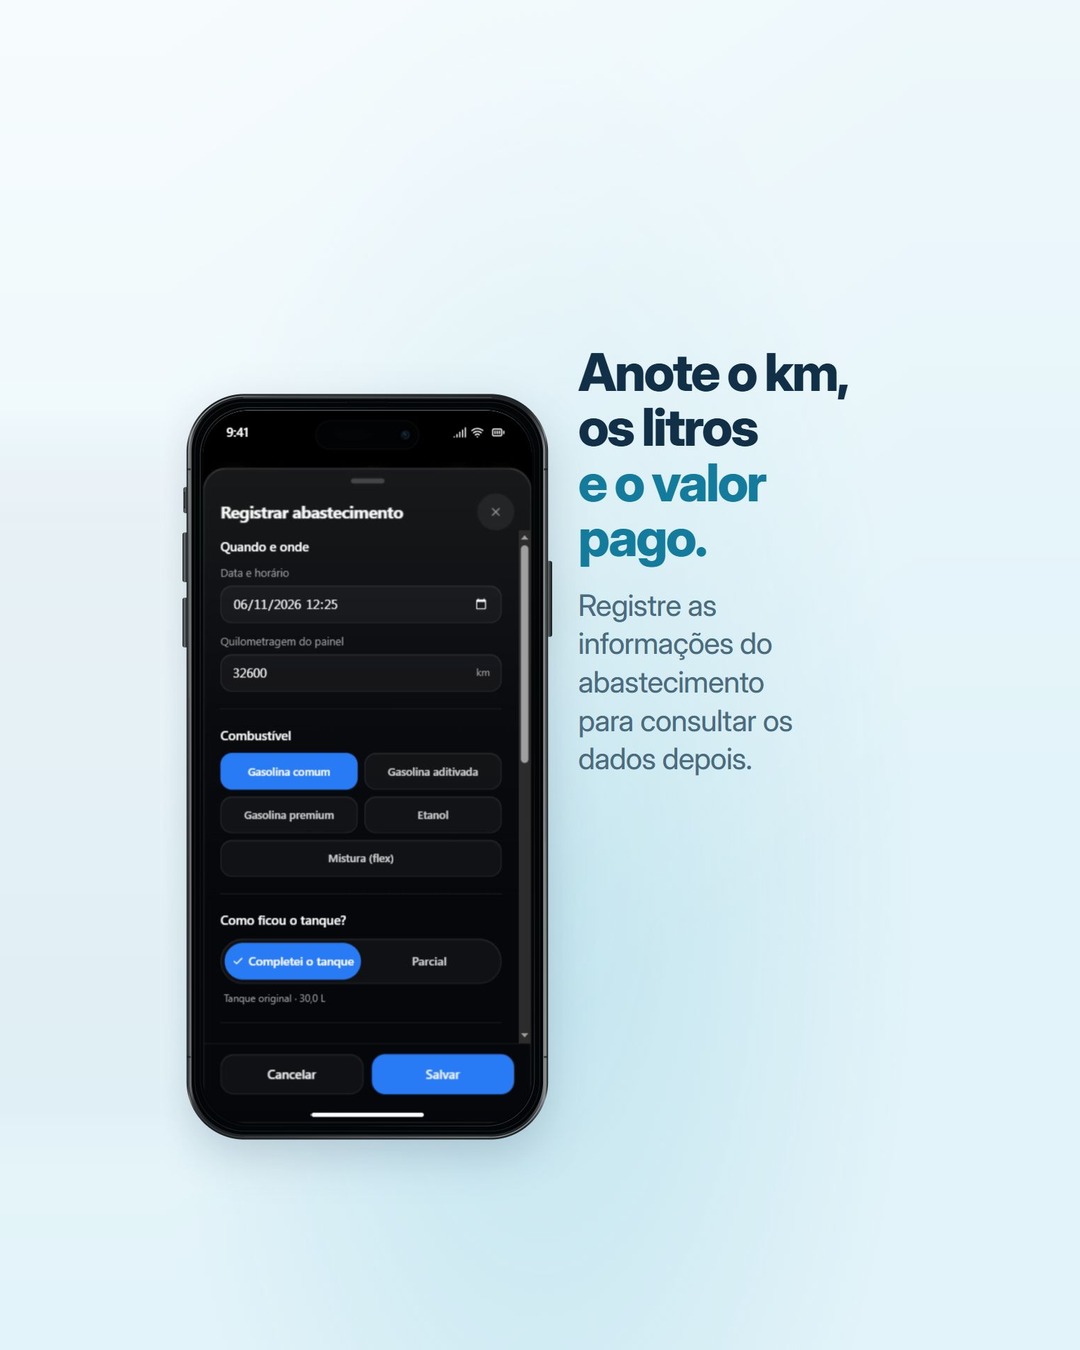 9:41
Registrar abastecimento
Quando e onde
Data e horário
06/11/2026 12:25
Quilometragem do painel
32600 km
Combustível
Gasolina comum Gasolina aditivada
Gasolina premium Etanol
Mistura (flex)
Como ficou o tanque?
✓ Completei o tanque Parcial
Tanque original · 30,0 L
Cancelar Salvar
Anote o km,
os litros
e o valor
pago.
Registre as
informações do
abastecimento
para consultar os
dados depois.